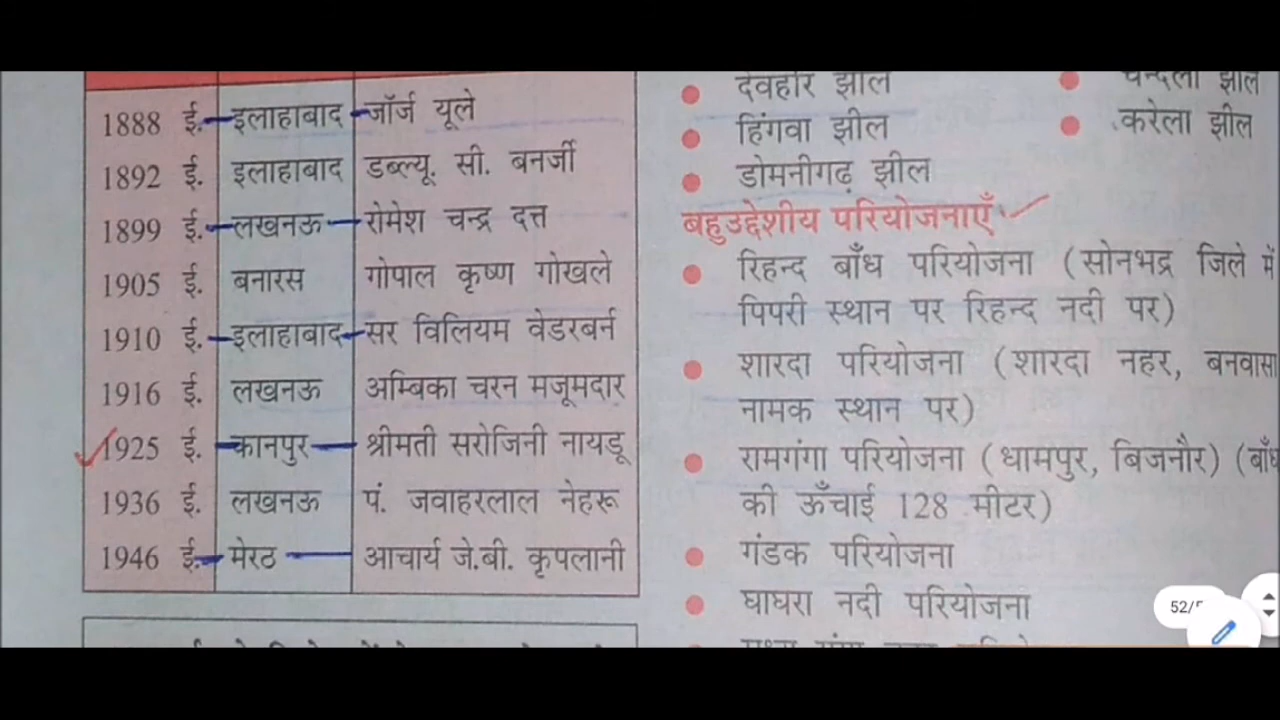 1888 ई. इलाहाबाद जॉर्ज यूले
1892 ई. इलाहाबाद डब्ल्यू. सी. बनर्जी
1899 ई. लखनऊ रोमेश चन्द्र दत्त
1905 ई. बनारस गोपाल कृष्ण गोखले
1910 ई. इलाहाबाद सर विलियम वेडरबर्न
1916 ई. लखनऊ अम्बिका चरन मजूमदार
1925 ई. कानपुर श्रीमती सरोजिनी नायडू
1936 ई. लखनऊ पं. जवाहरलाल नेहरू
1946 ई. मेरठ आचार्य जे.बी. कृपलानी
देवहार झील
हिंगवा झील करेला झील
डोमनीगढ़ झील
बहुउद्देशीय परियोजनाएँ
रिहन्द बाँध परियोजना (सोनभद्र जिले में
पिपरी स्थान पर रिहन्द नदी पर)
शारदा परियोजना (शारदा नहर, बनवासा
नामक स्थान पर)
रामगंगा परियोजना (धामपुर, बिजनौर) (बाँध
की ऊँचाई 128 मीटर)
गंडक परियोजना
घाघरा नदी परियोजना